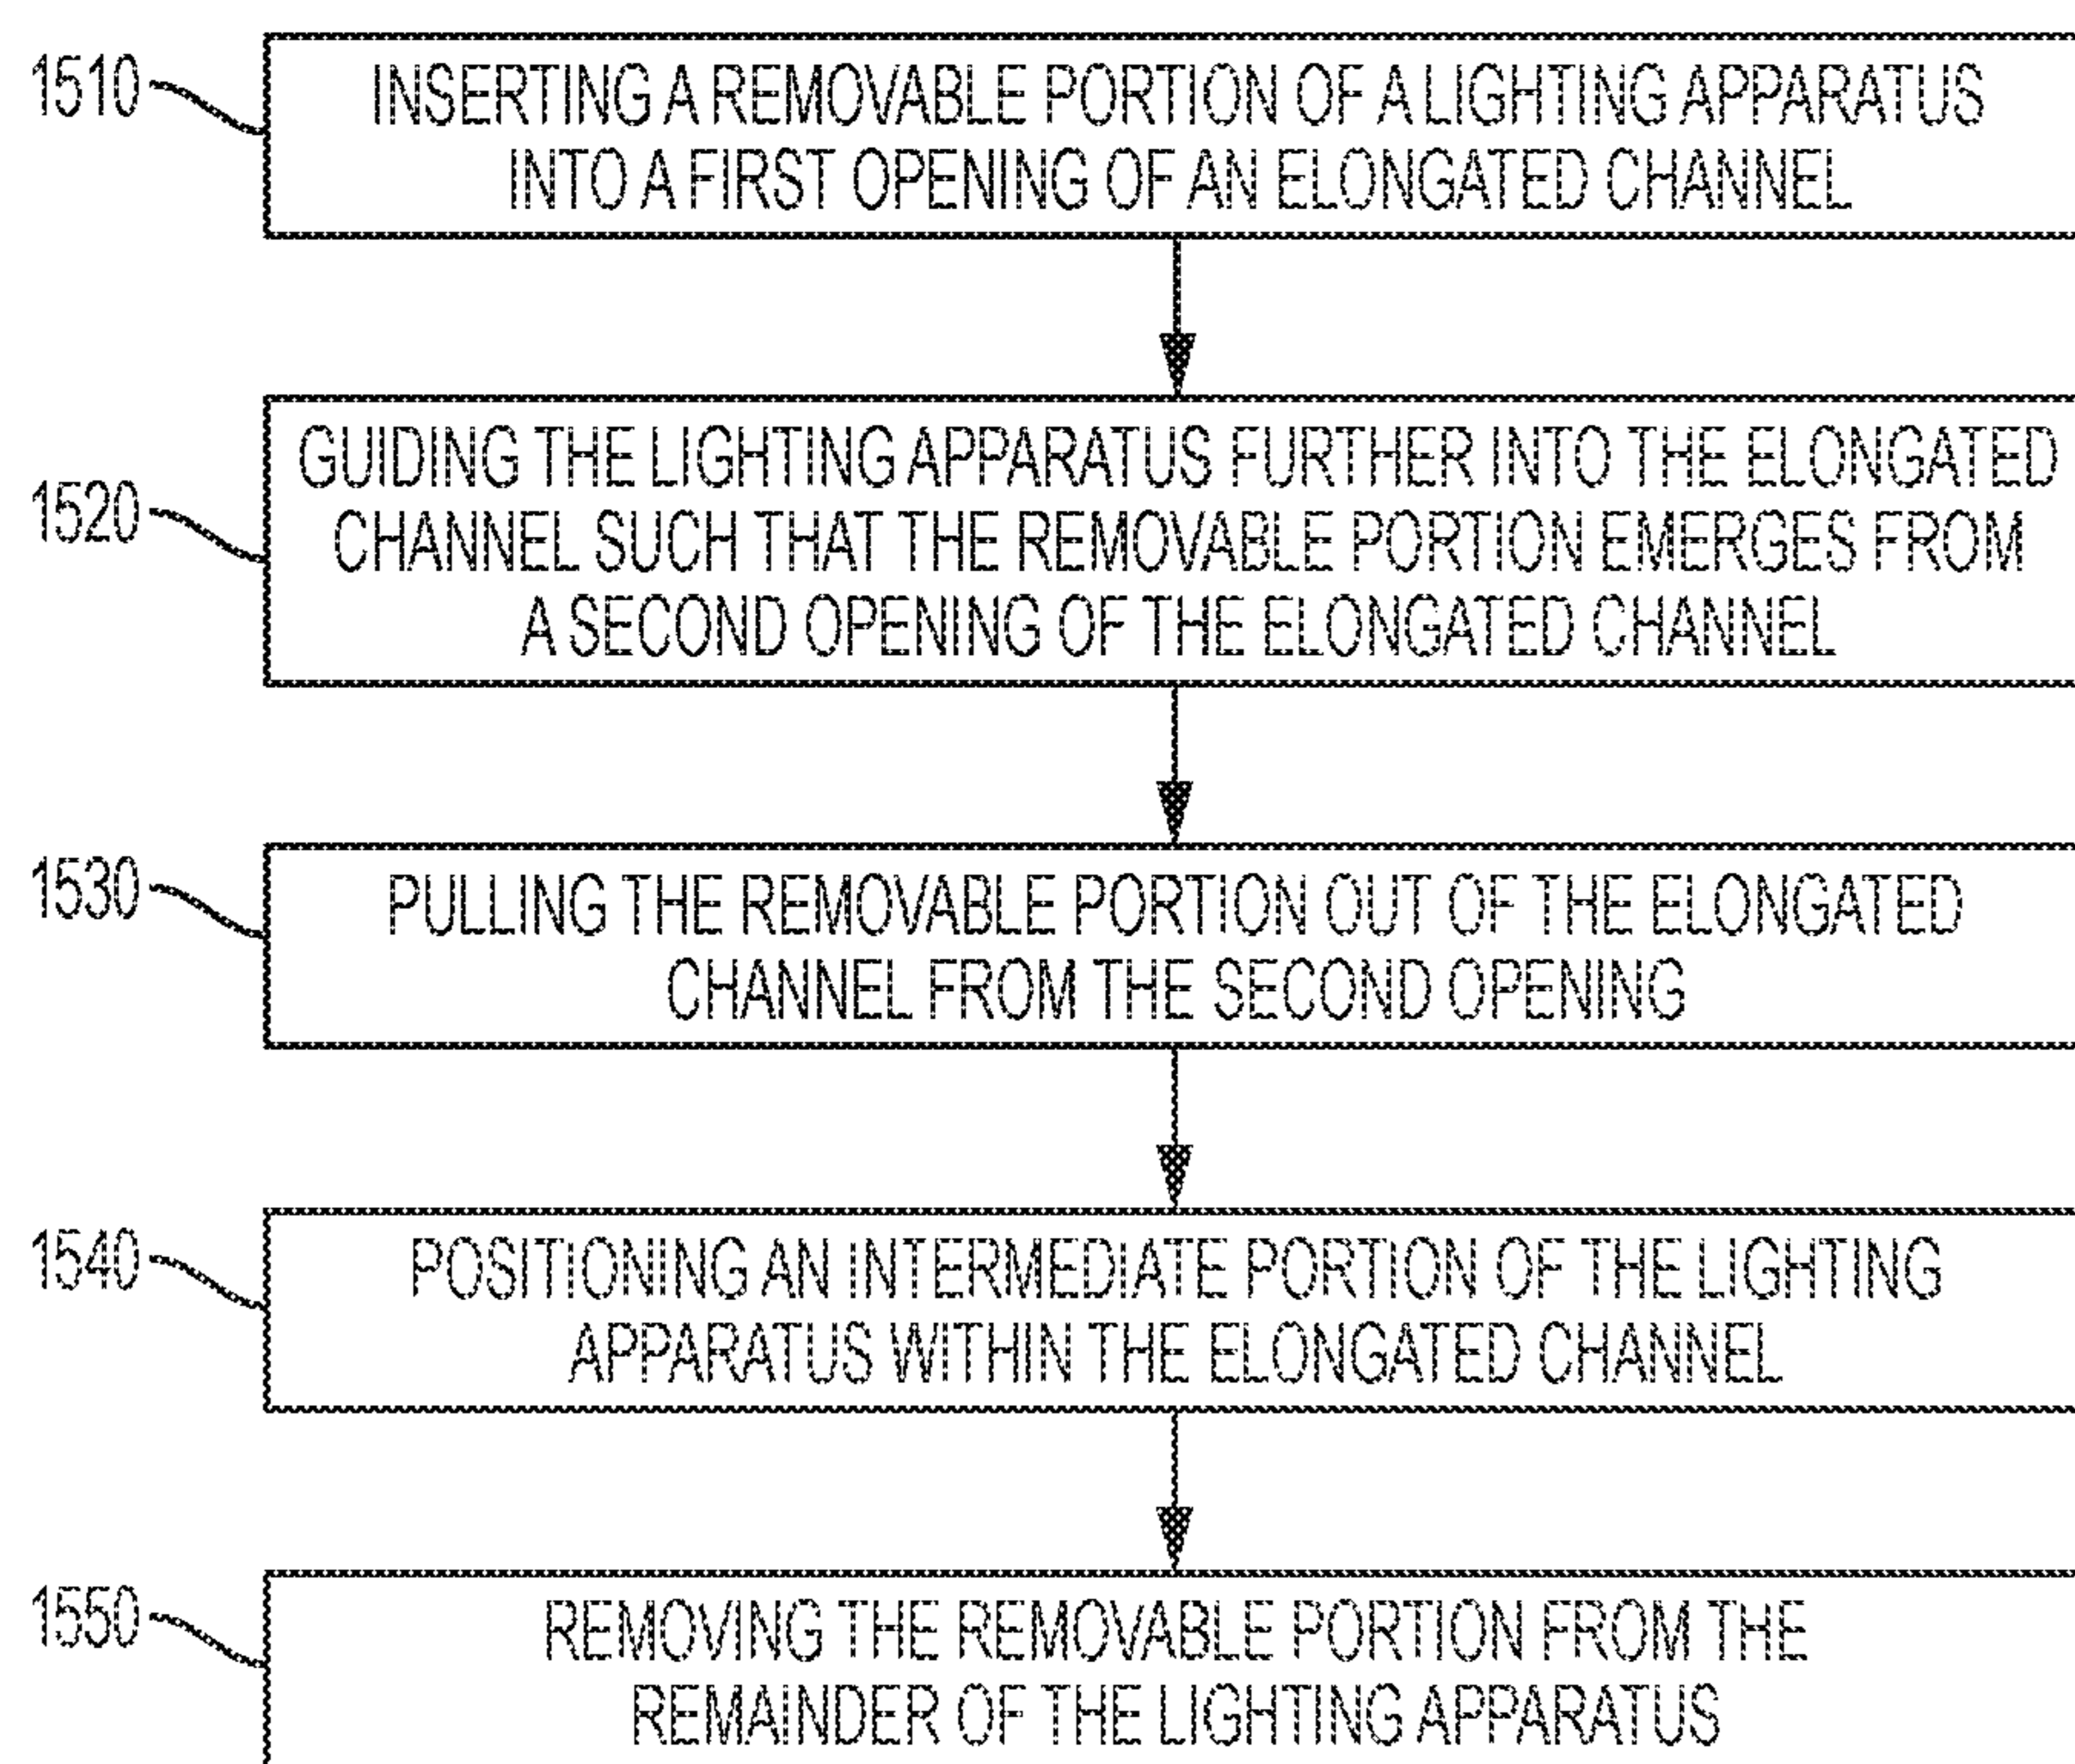 1510
INSERTING A REMOVABLE PORTION OF A LIGHTING APPARATUS
INTO A FIRST OPENING OF AN ELONGATED CHANNEL
1520
GUIDING THE LIGHTING APPARATUS FURTHER INTO THE ELONGATED
CHANNEL SUCH THAT THE REMOVABLE PORTION EMERGES FROM
A SECOND OPENING OF THE ELONGATED CHANNEL
1530
PULLING THE REMOVABLE PORTION OUT OF THE ELONGATED
CHANNEL FROM THE SECOND OPENING
1540
POSITIONING AN INTERMEDIATE PORTION OF THE LIGHTING
APPARATUS WITHIN THE ELONGATED CHANNEL
1550
REMOVING THE REMOVABLE PORTION FROM THE
REMAINDER OF THE LIGHTING APPARATUS